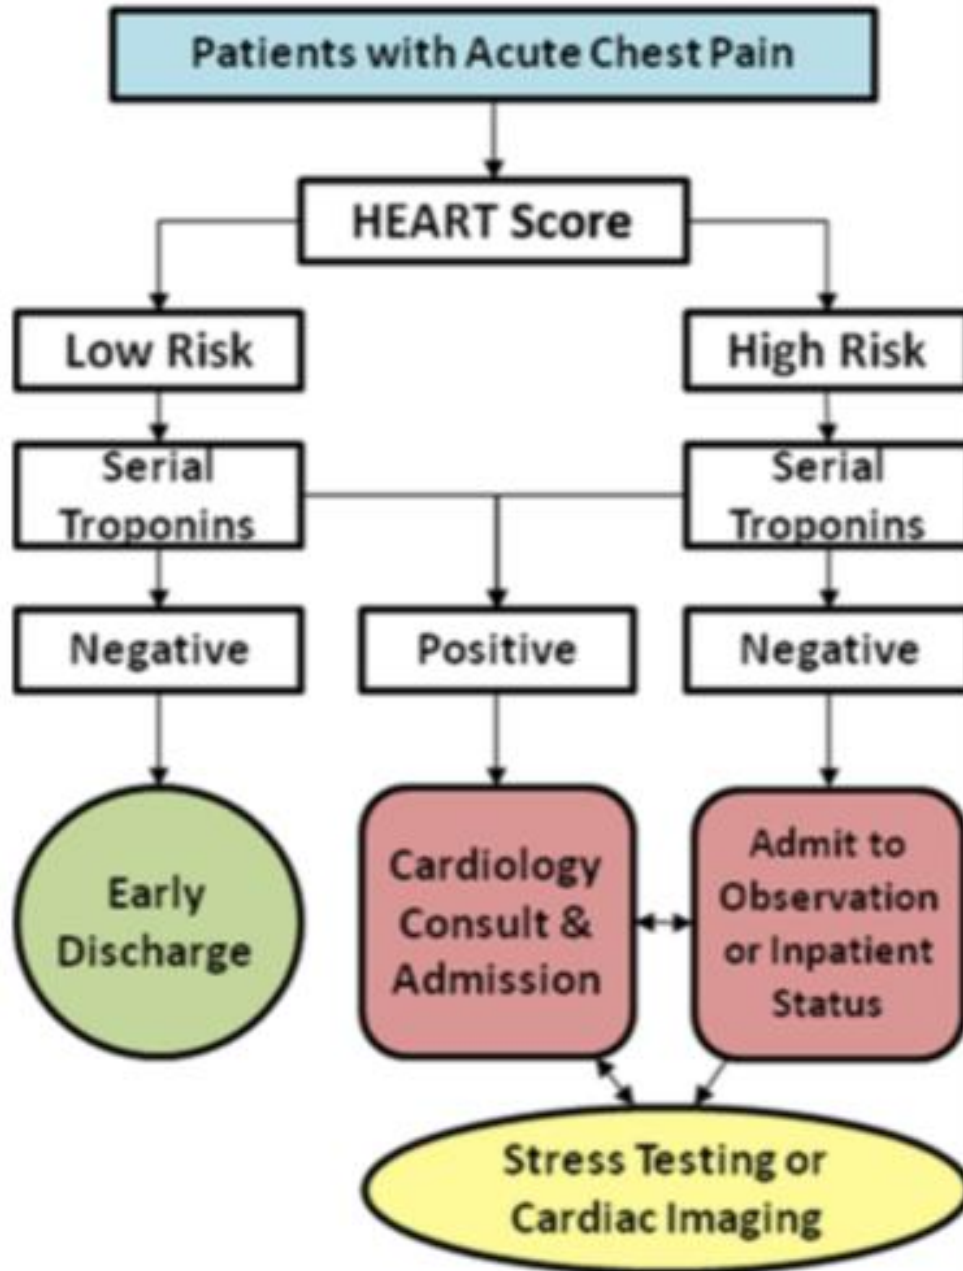 Patients with Acute Chest Pain
HEART Score
Low Risk
High Risk
Serial
Troponins
Serial
Troponins
Negative
Positive
Negative
Early
Discharge
Cardiology
Consult &
Admission
Admit to
Observation
or Inpatient
Status
Stress Testing or
Cardiac Imaging